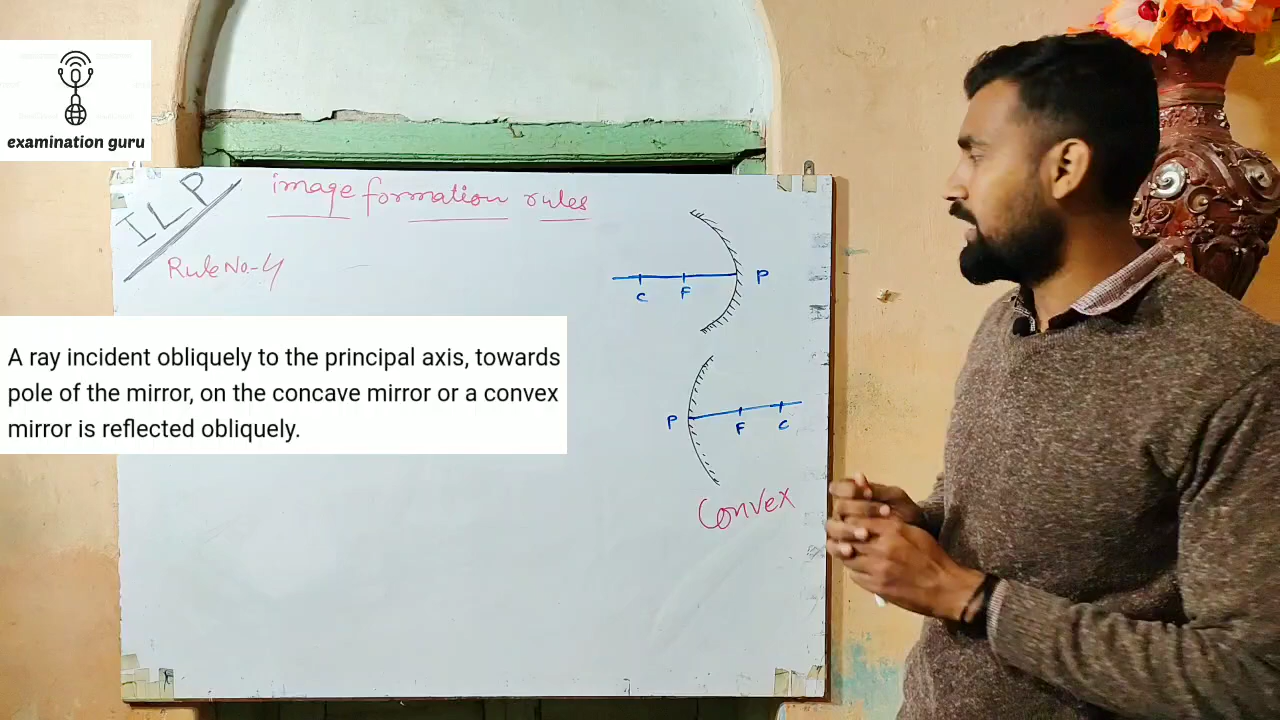 examination guru
ILP
image formation rules
Rule No.-4
A ray incident obliquely to the principal axis, towards
pole of the mirror, on the concave mirror or a convex
mirror is reflected obliquely.
C F P
P F C
Convex